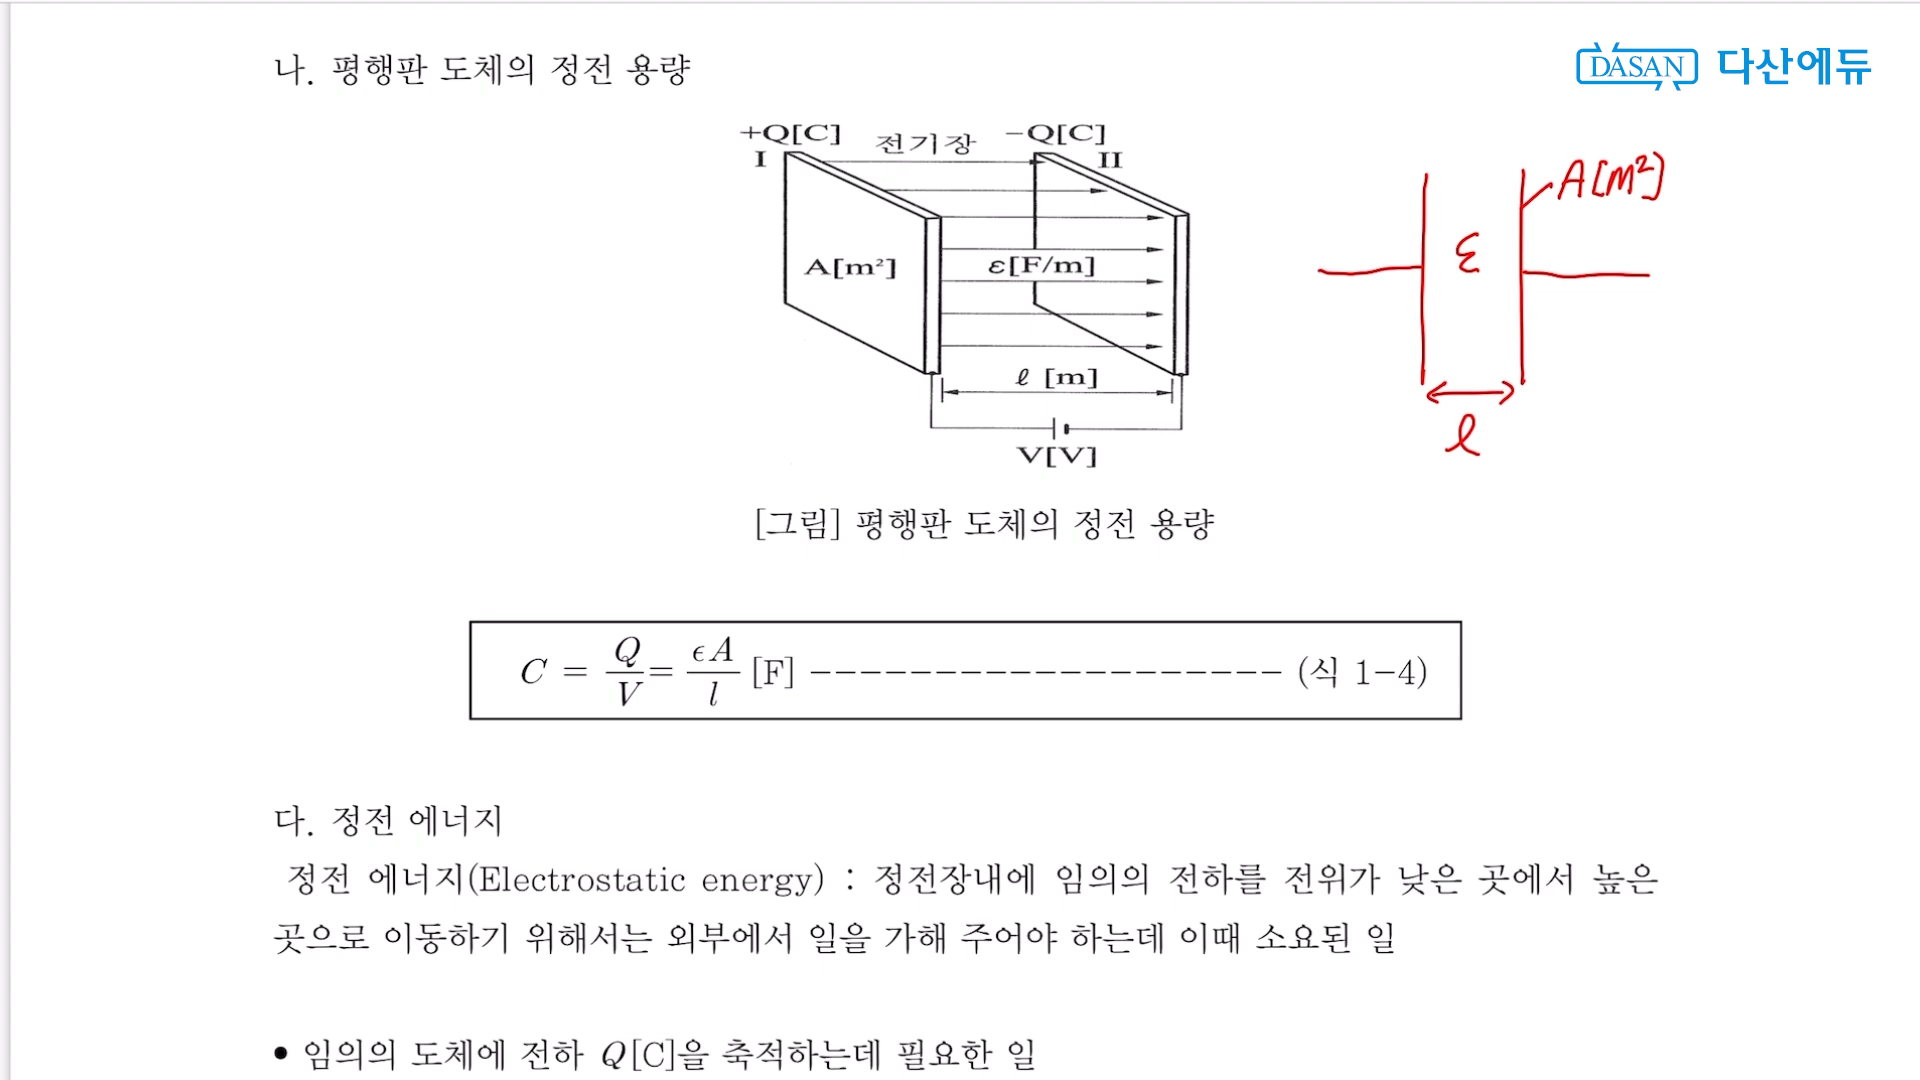 나. 평행판 도체의 정전 용량
DASAN 다산에듀
+Q[C] 전기장 -Q[C]
I II
A[m²] ε[F/m]
ℓ [m]
V[V]
A[m²]
ε
ℓ
[그림] 평행판 도체의 정전 용량
C = Q/V = ϵA/l [F] ------------------- (식 1-4)
다. 정전 에너지
정전 에너지(Electrostatic energy) : 정전장내에 임의의 전하를 전위가 낮은 곳에서 높은
곳으로 이동하기 위해서는 외부에서 일을 가해 주어야 하는데 이때 소요된 일
• 임의의 도체에 전하 Q[C]을 축적하는데 필요한 일